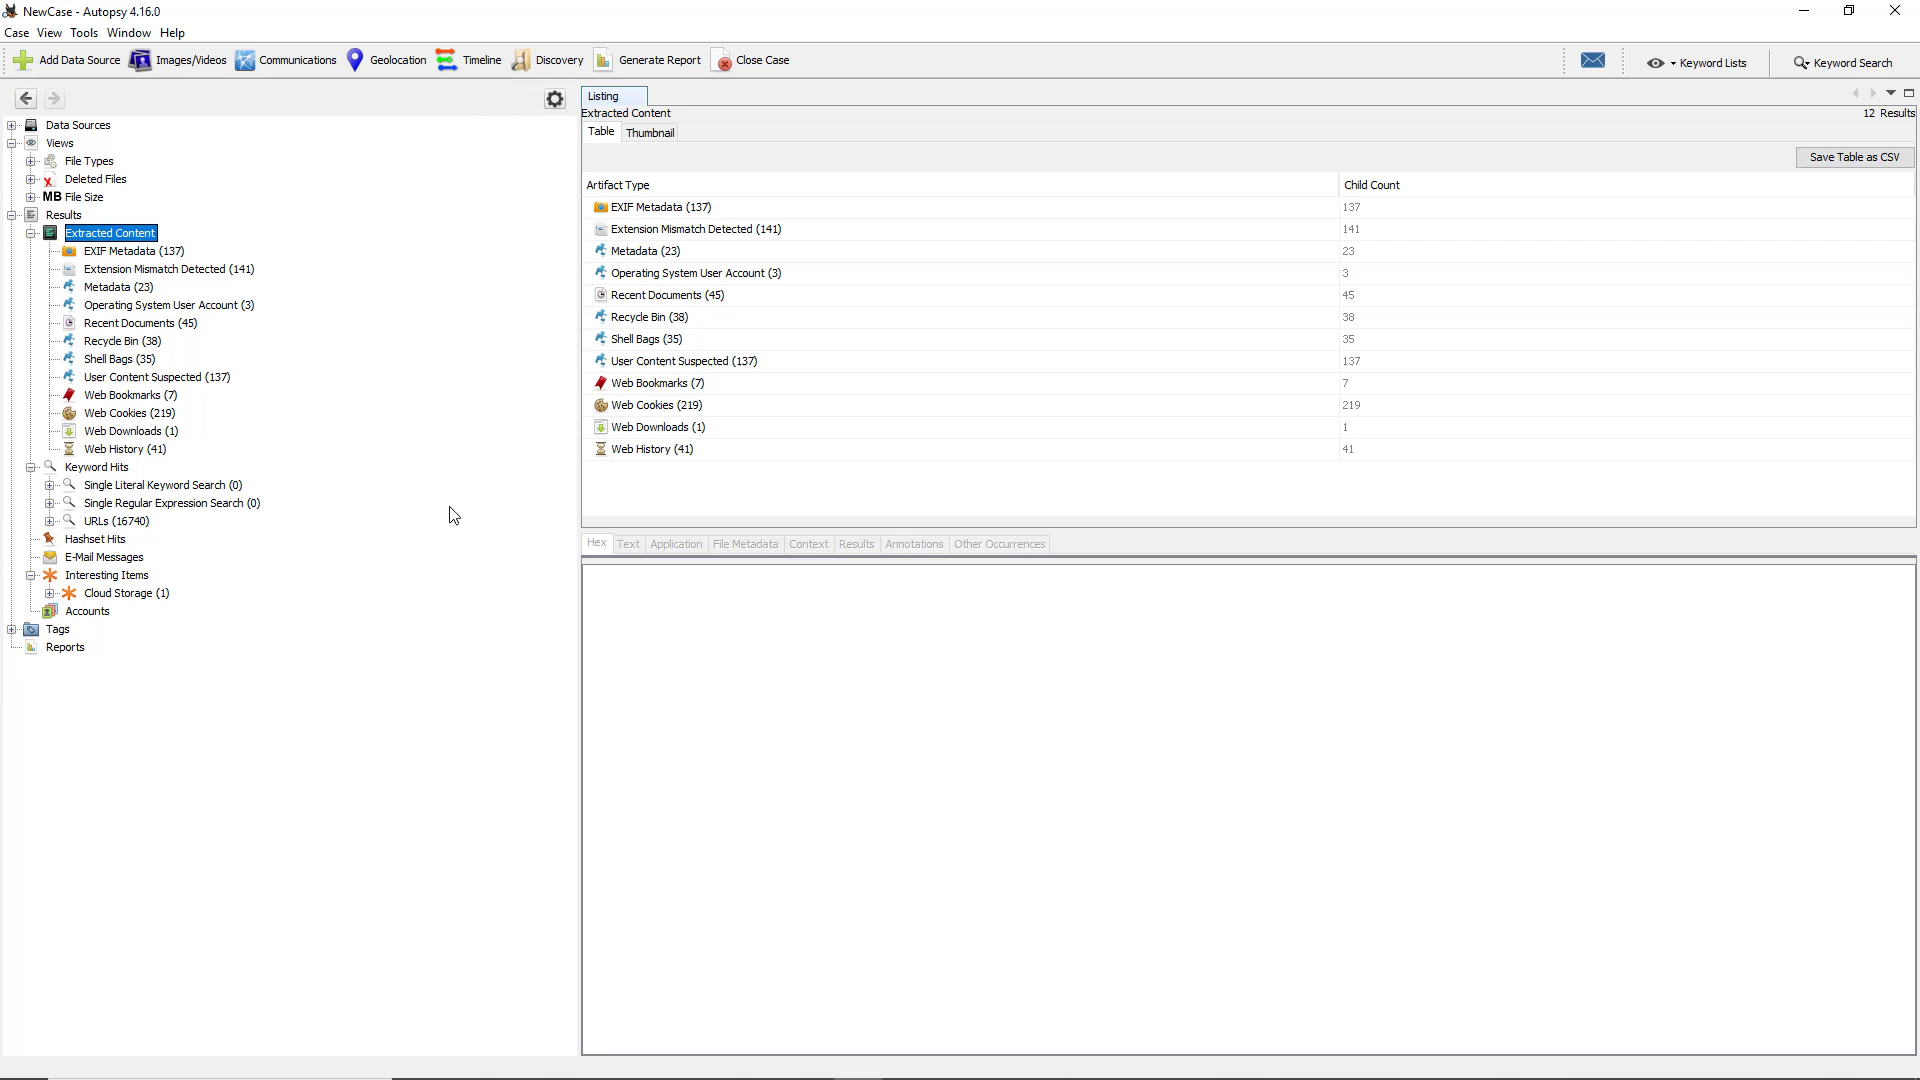 NewCase - Autopsy 4.16.0
Case View Tools Window Help
Add Data Source Images/Videos Communications Geolocation Timeline Discovery Generate Report Close Case Keyword Lists Keyword Search
Data Sources
Views
File Types
Deleted Files
MB File Size
Results
Extracted Content
EXIF Metadata (137)
Extension Mismatch Detected (141)
Metadata (23)
Operating System User Account (3)
Recent Documents (45)
Recycle Bin (38)
Shell Bags (35)
User Content Suspected (137)
Web Bookmarks (7)
Web Cookies (219)
Web Downloads (1)
Web History (41)
Keyword Hits
Single Literal Keyword Search (0)
Single Regular Expression Search (0)
URLs (16740)
Hashset Hits
E-Mail Messages
Interesting Items
Cloud Storage (1)
Accounts
Tags
Reports
Listing
Extracted Content 12 Results
Table Thumbnail
Save Table as CSV
Artifact Type Child Count
EXIF Metadata (137) 137
Extension Mismatch Detected (141) 141
Metadata (23) 23
Operating System User Account (3) 3
Recent Documents (45) 45
Recycle Bin (38) 38
Shell Bags (35) 35
User Content Suspected (137) 137
Web Bookmarks (7) 7
Web Cookies (219) 219
Web Downloads (1) 1
Web History (41) 41
Hex Text Application File Metadata Context Results Annotations Other Occurrences